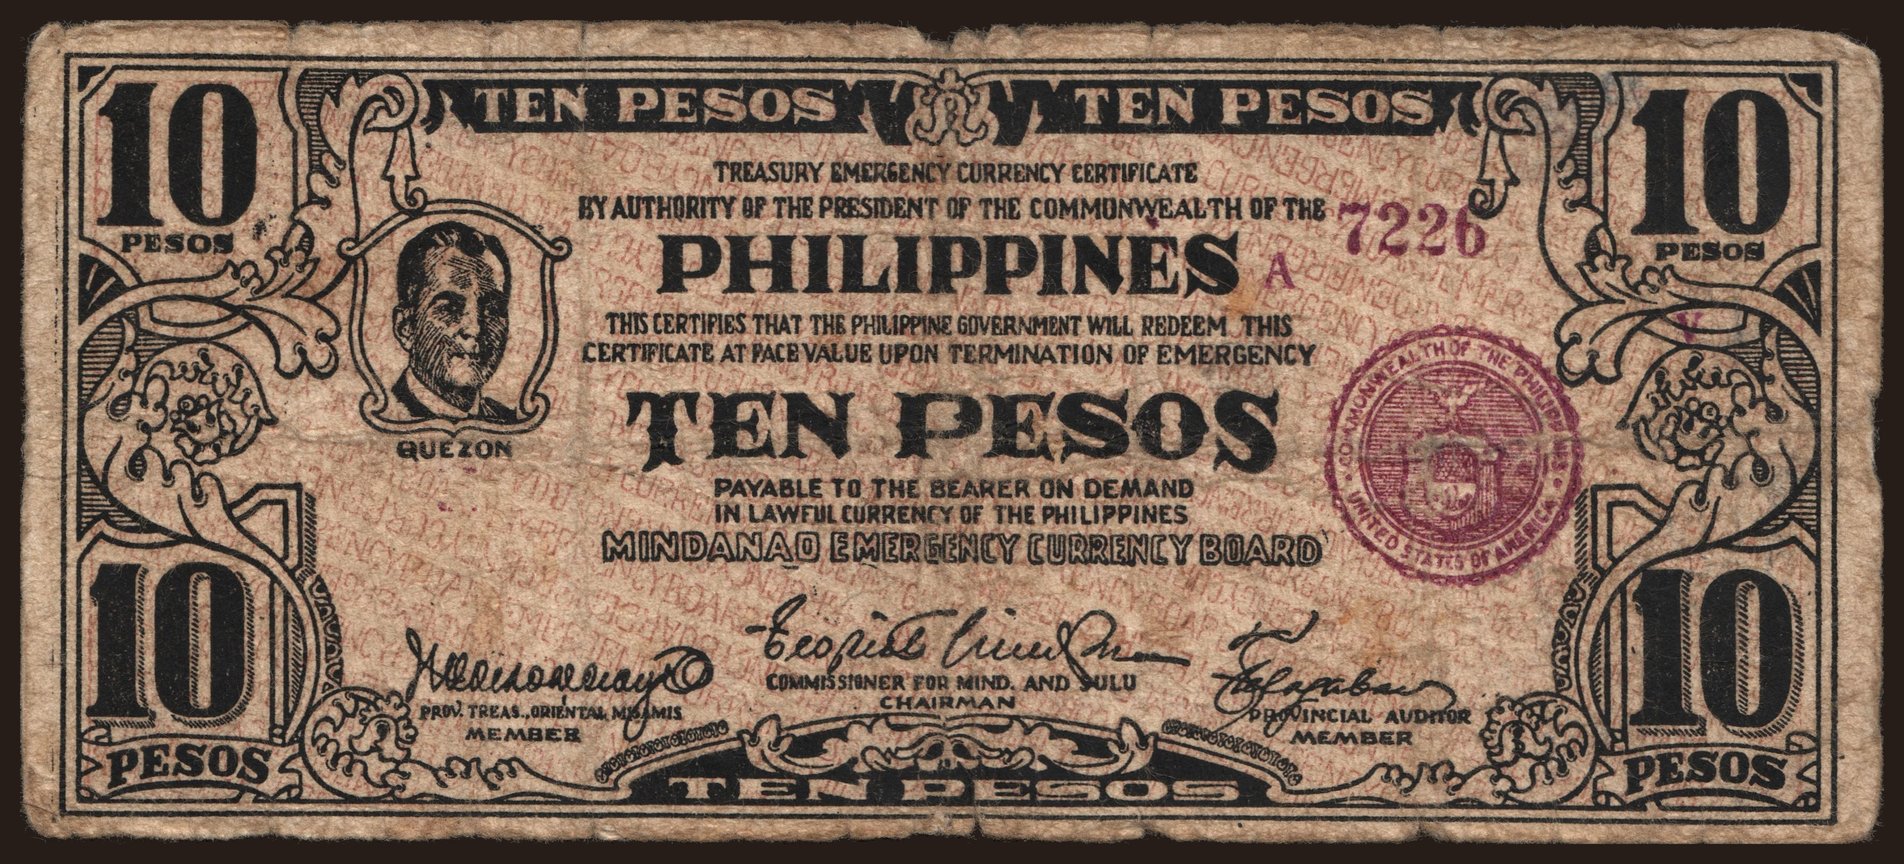 10 TEN PESOS TEN PESOS 10
PESOS PESOS
TREASURY EMERGENCY CURRENCY CERTIFICATE
BY AUTHORITY OF THE PRESIDENT OF THE COMMONWEALTH OF THE
7226
PHILIPPINES A
THIS CERTIFIES THAT THE PHILIPPINE GOVERNMENT WILL REDEEM THIS
V
CERTIFICATE AT FACE VALUE UPON TERMINATION OF EMERGENCY
QUEZON
TEN PESOS
COMMONWEALTH OF THE PHILIPPINES
UNITED STATES OF AMERICA
PAYABLE TO THE BEARER ON DEMAND
IN LAWFUL CURRENCY OF THE PHILIPPINES
MINDANAO EMERGENCY CURRENCY BOARD
10 10
COMMISSIONER FOR MIND. AND SULU
CHAIRMAN
PROV. TREAS., ORIENTAL MISAMIS
MEMBER
PROVINCIAL AUDITOR
MEMBER
PESOS TEN PESOS PESOS